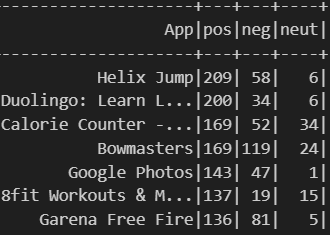 -----------------+---+---+----+
App|pos|neg|neut|
-----------------+---+---+----+
Helix Jump|209| 58|   6|
Duolingo: Learn L...|200| 34|   6|
Calorie Counter -...|169| 52|  34|
Bowmasters|169|119|  24|
Google Photos|143| 47|   1|
8fit Workouts & M...|137| 19|  15|
Garena Free Fire|136| 81|   5|